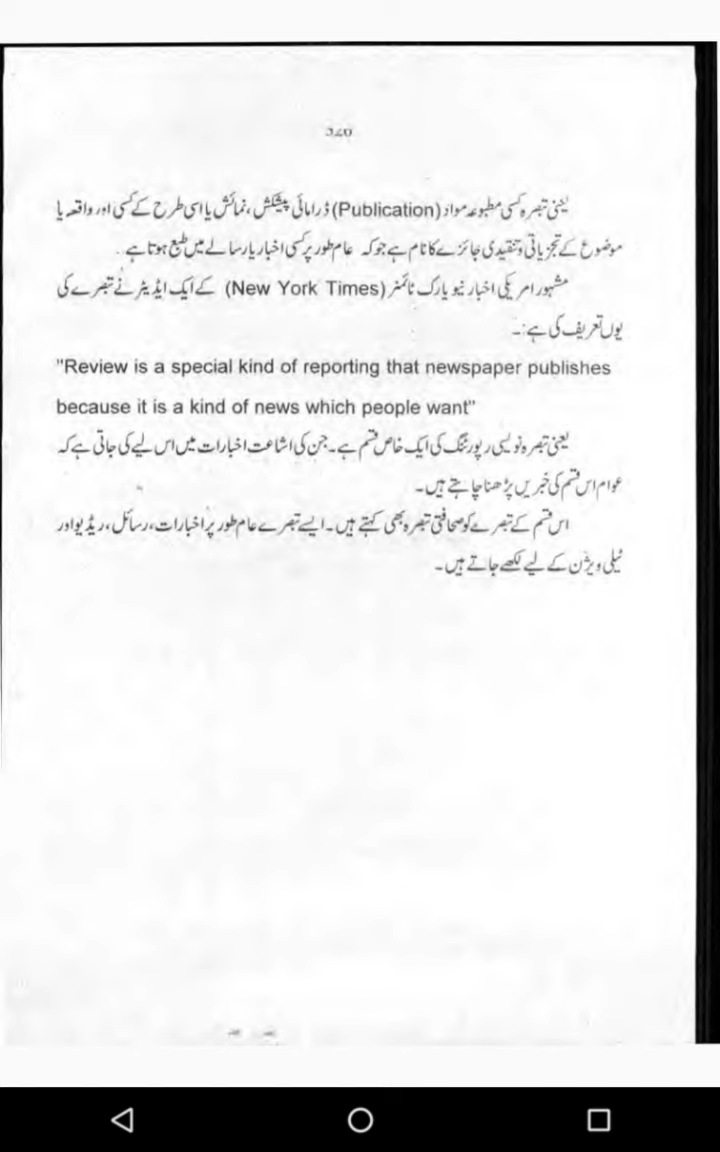 یعنی تبصرہ کسی مطبوعہ مواد (Publication) ڈرامائی پیشکش، نمائش یا اسی طرح کے کسی اور واقعہ یا
موضوع کے تجزیاتی و تنقیدی جائزے کا نام ہے جو کہ عام طور پر کسی اخبار یا رسالے میں طبع ہوتا ہے۔
مشہور امریکی اخبار نیو یارک ٹائمنر (New York Times) کے ایک ایڈیٹر نے تبصرے کی
یوں تعریف کی ہے:۔
"Review is a special kind of reporting that newspaper publishes
because it is a kind of news which people want"
یعنی تبصرہ نویسی رپورٹنگ کی ایک خاص قسم ہے۔ جن کی اشاعت اخبارات میں اس لیے کی جاتی ہے کہ
عوام اس قسم کی خبریں پڑھنا چاہتے ہیں۔
اس قسم کے تبصرے کو صحافتی تبصرہ بھی کہتے ہیں۔ ایسے تبصرے عام طور پر اخبارات، رسائل، ریڈیو اور
ٹیلی ویژن کے لیے لکھے جاتے ہیں۔